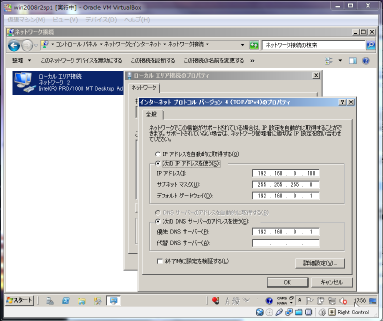 win2008r2sp1 [実行中] - Oracle VM VirtualBox
仮想マシン(M) ビュー(V) デバイス(D) ヘルプ(H)
ネットワーク接続
コントロール パネル ▸ ネットワークとインターネット ▸ ネットワーク接続 ▸
ネットワーク接続の検索
整理 ▾ このネットワーク デバイスを無効にする この接続を診断する この接続の名前を変更する »
ローカル エリア接続
ネットワーク 2
Intel(R) PRO/1000 MT Desktop Ad
ローカル エリア接続のプロパティ
ネットワーク
インターネット プロトコル バージョン 4 (TCP/IPv4)のプロパティ
全般
ネットワークでこの機能がサポートされている場合は、IP 設定を自動的に取得することがで
きます。サポートされていない場合は、ネットワーク管理者に適切な IP 設定を問い合わせ
てください。
IP アドレスを自動的に取得する(O)
次の IP アドレスを使う(S):
IP アドレス(I): 192 . 168 . 0 . 100
サブネット マスク(U): 255 . 255 . 255 . 0
デフォルト ゲートウェイ(D): 192 . 168 . 0 . 1
DNS サーバーのアドレスを自動的に取得する(B)
次の DNS サーバーのアドレスを使う(E):
優先 DNS サーバー(P): 192 . 168 . 0 . 1
代替 DNS サーバー(A): . . .
終了時に設定を検証する(L)
詳細設定(V)...
OK
キャンセル
スタート
Right Control